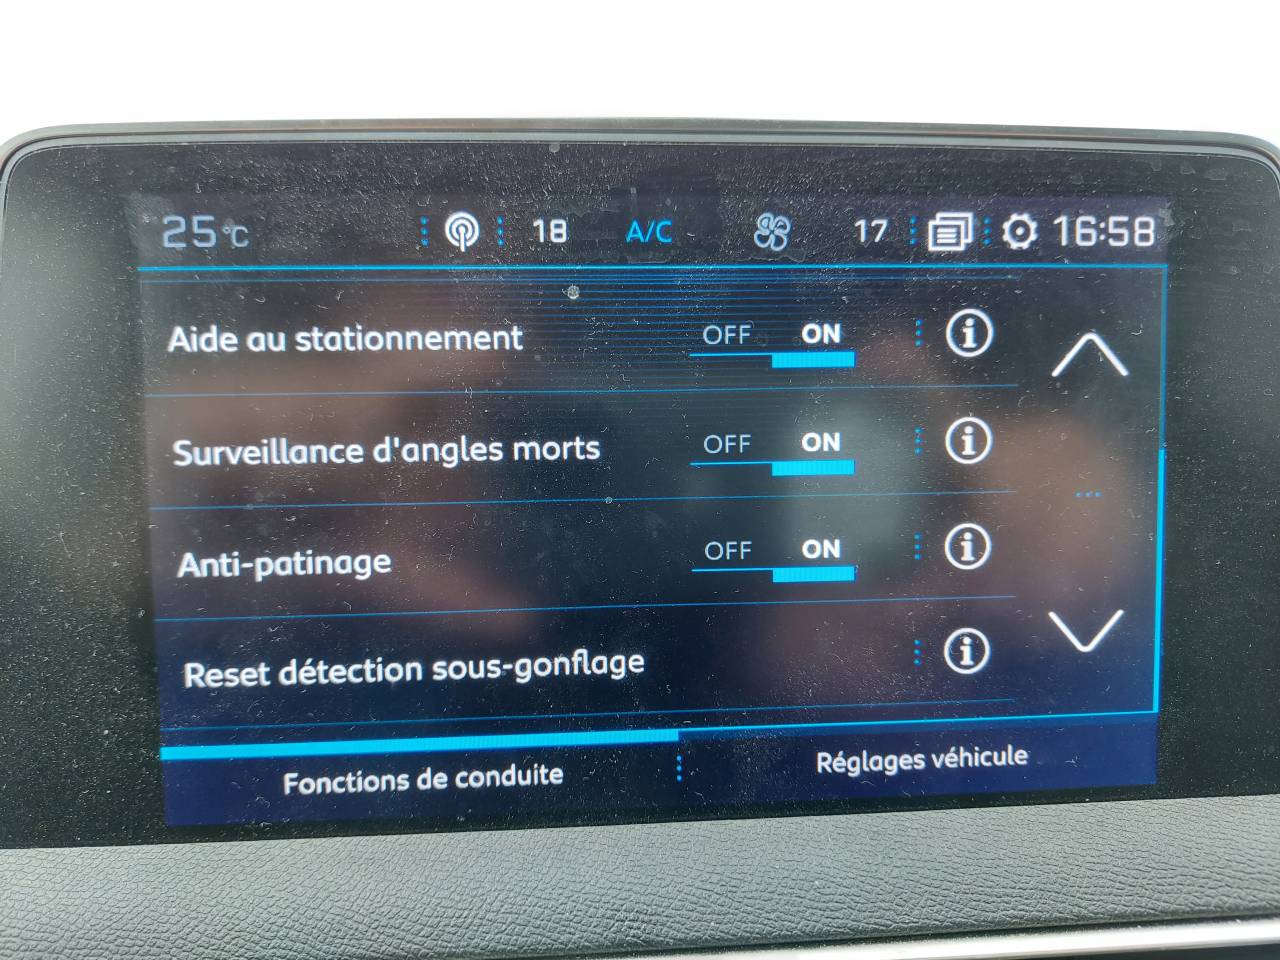 25°C 18 A/C 17 16:58
Aide au stationnement OFF ON
Surveillance d'angles morts OFF ON
Anti-patinage OFF ON
Reset détection sous-gonflage
Fonctions de conduite Réglages véhicule